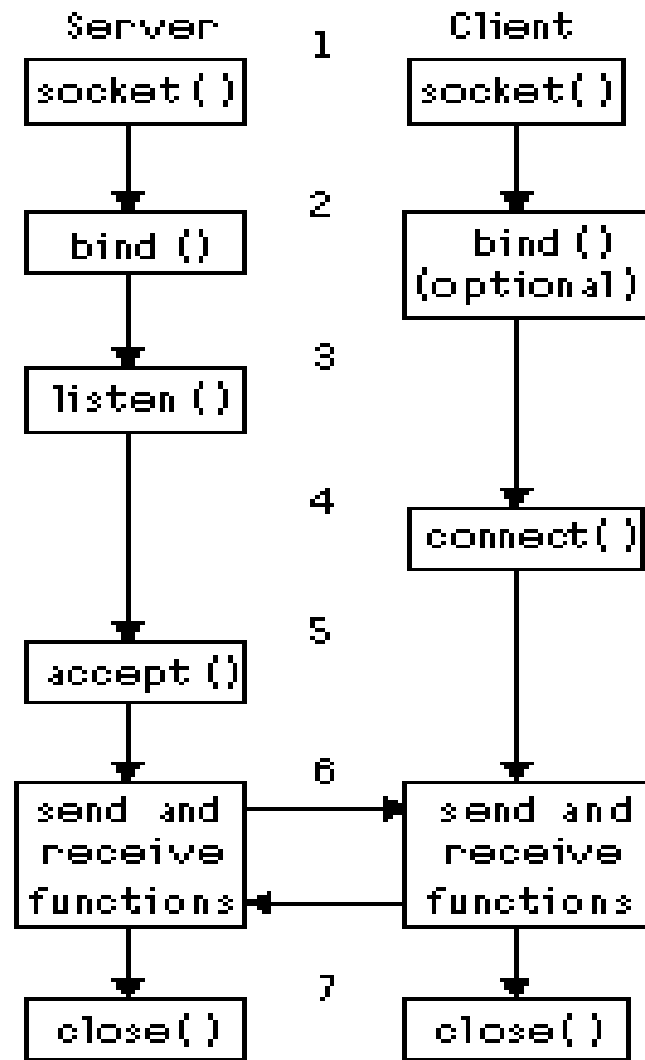 Server 1 Client
socket() socket()
2
bind () bind ()
(optional)
3
listen ()
4
connect()
5
accept ()
6
send and send and
receive receive
functions functions
7
close() close()